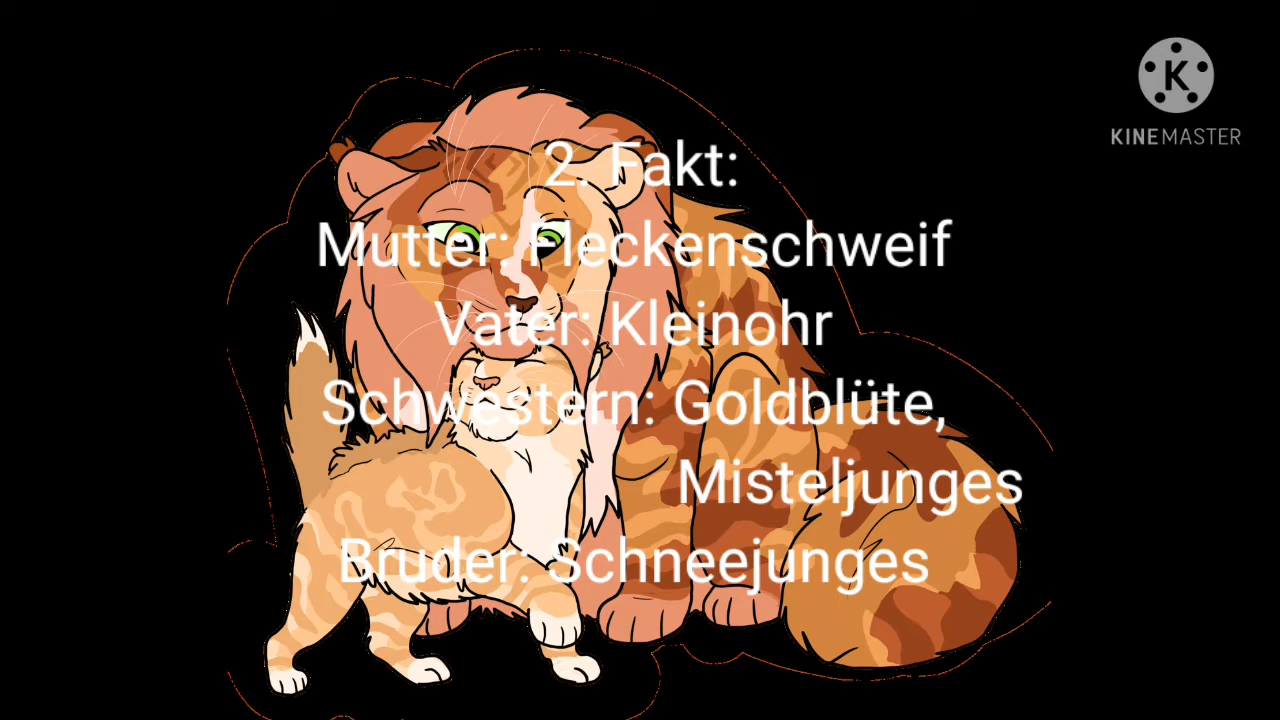 KINEMASTER
2. Fakt:
Mutter: Fleckenschweif
Vater: Kleinohr
Schwestern: Goldblüte,
Misteljunges
Bruder: Schneejunges